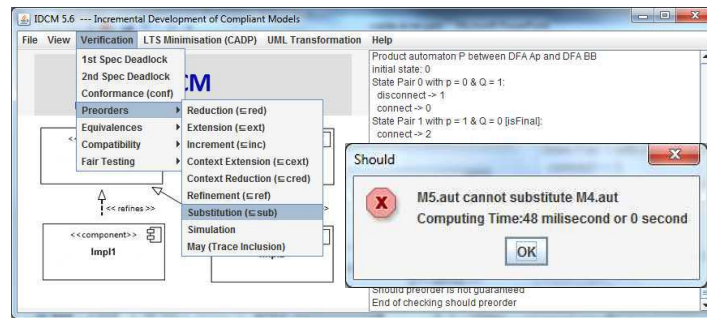 IDCM 5.6 --- Incremental Development of Compliant Models
File View Verification LTS Minimisation (CADP) UML Transformation Help
1st Spec Deadlock
2nd Spec Deadlock
Conformance (conf)
Preorders
Equivalences
Compatibility
Fair Testing
CM
Reduction (⊑red)
Extension (⊑ext)
Increment (⊑inc)
Context Extension (⊑cext)
Context Reduction (⊑cred)
Refinement (⊑ref)
Substitution (⊑sub)
Simulation
May (Trace Inclusion)
<< refines >>
<<component>>
Impl1
Product automaton P between DFA Ap and DFA BB
initial state: 0
State Pair 0 with p = 0 & Q = 1:
disconnect -> 1
connect -> 0
State Pair 1 with p = 1 & Q = 0 [isFinal]:
connect -> 2
Should
M5.aut cannot substitute M4.aut
Computing Time:48 milisecond or 0 second
OK
Should preorder is not guaranteed
End of checking should preorder